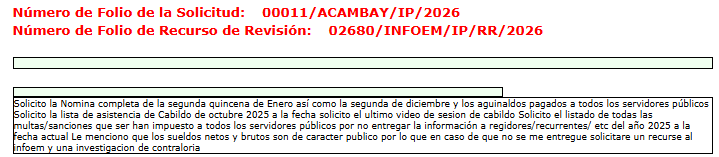 Número de Folio de la Solicitud: 00011/ACAMBAY/IP/2026
Número de Folio de Recurso de Revisión: 02680/INFOEM/IP/RR/2026
Solicito la Nomina completa de la segunda quincena de Enero así como la segunda de diciembre y los aguinaldos pagados a todos los servidores públicos
Solicito la lista de asistencia de Cabildo de octubre 2025 a la fecha solicito el ultimo video de sesion de cabildo Solicito el listado de todas las
multas/sanciones que ser han impuesto a todos los servidores públicos por no entregar la información a regidores/recurrentes/ etc del año 2025 a la
fecha actual Le menciono que los sueldos netos y brutos son de caracter publico por lo que en caso de que no se me entregue solicitare un recurse al
infoem y una investigacion de contraloria